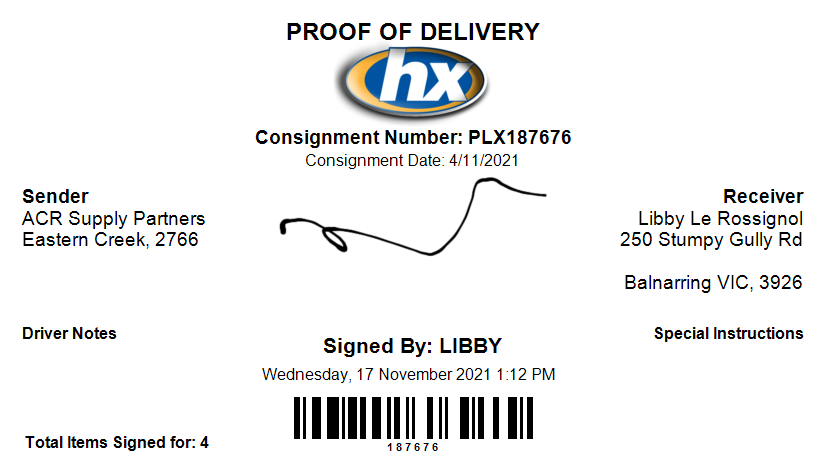 PROOF OF DELIVERY
hx
Consignment Number: PLX187676
Consignment Date: 4/11/2021
Sender
ACR Supply Partners
Eastern Creek, 2766
Receiver
Libby Le Rossignol
250 Stumpy Gully Rd
Balnarring VIC, 3926
Driver Notes
Special Instructions
Signed By: LIBBY
Wednesday, 17 November 2021 1:12 PM
187676
Total Items Signed for: 4